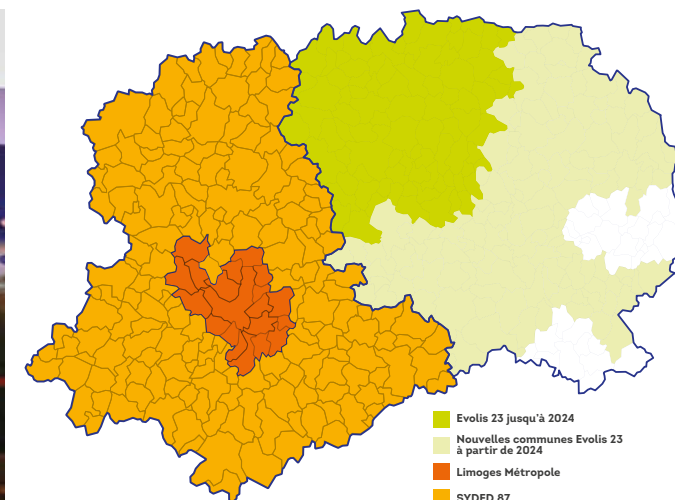 Evolis 23 jusqu'à 2024
Nouvelles communes Evolis 23
à partir de 2024
Limoges Métropole
SYDED 87